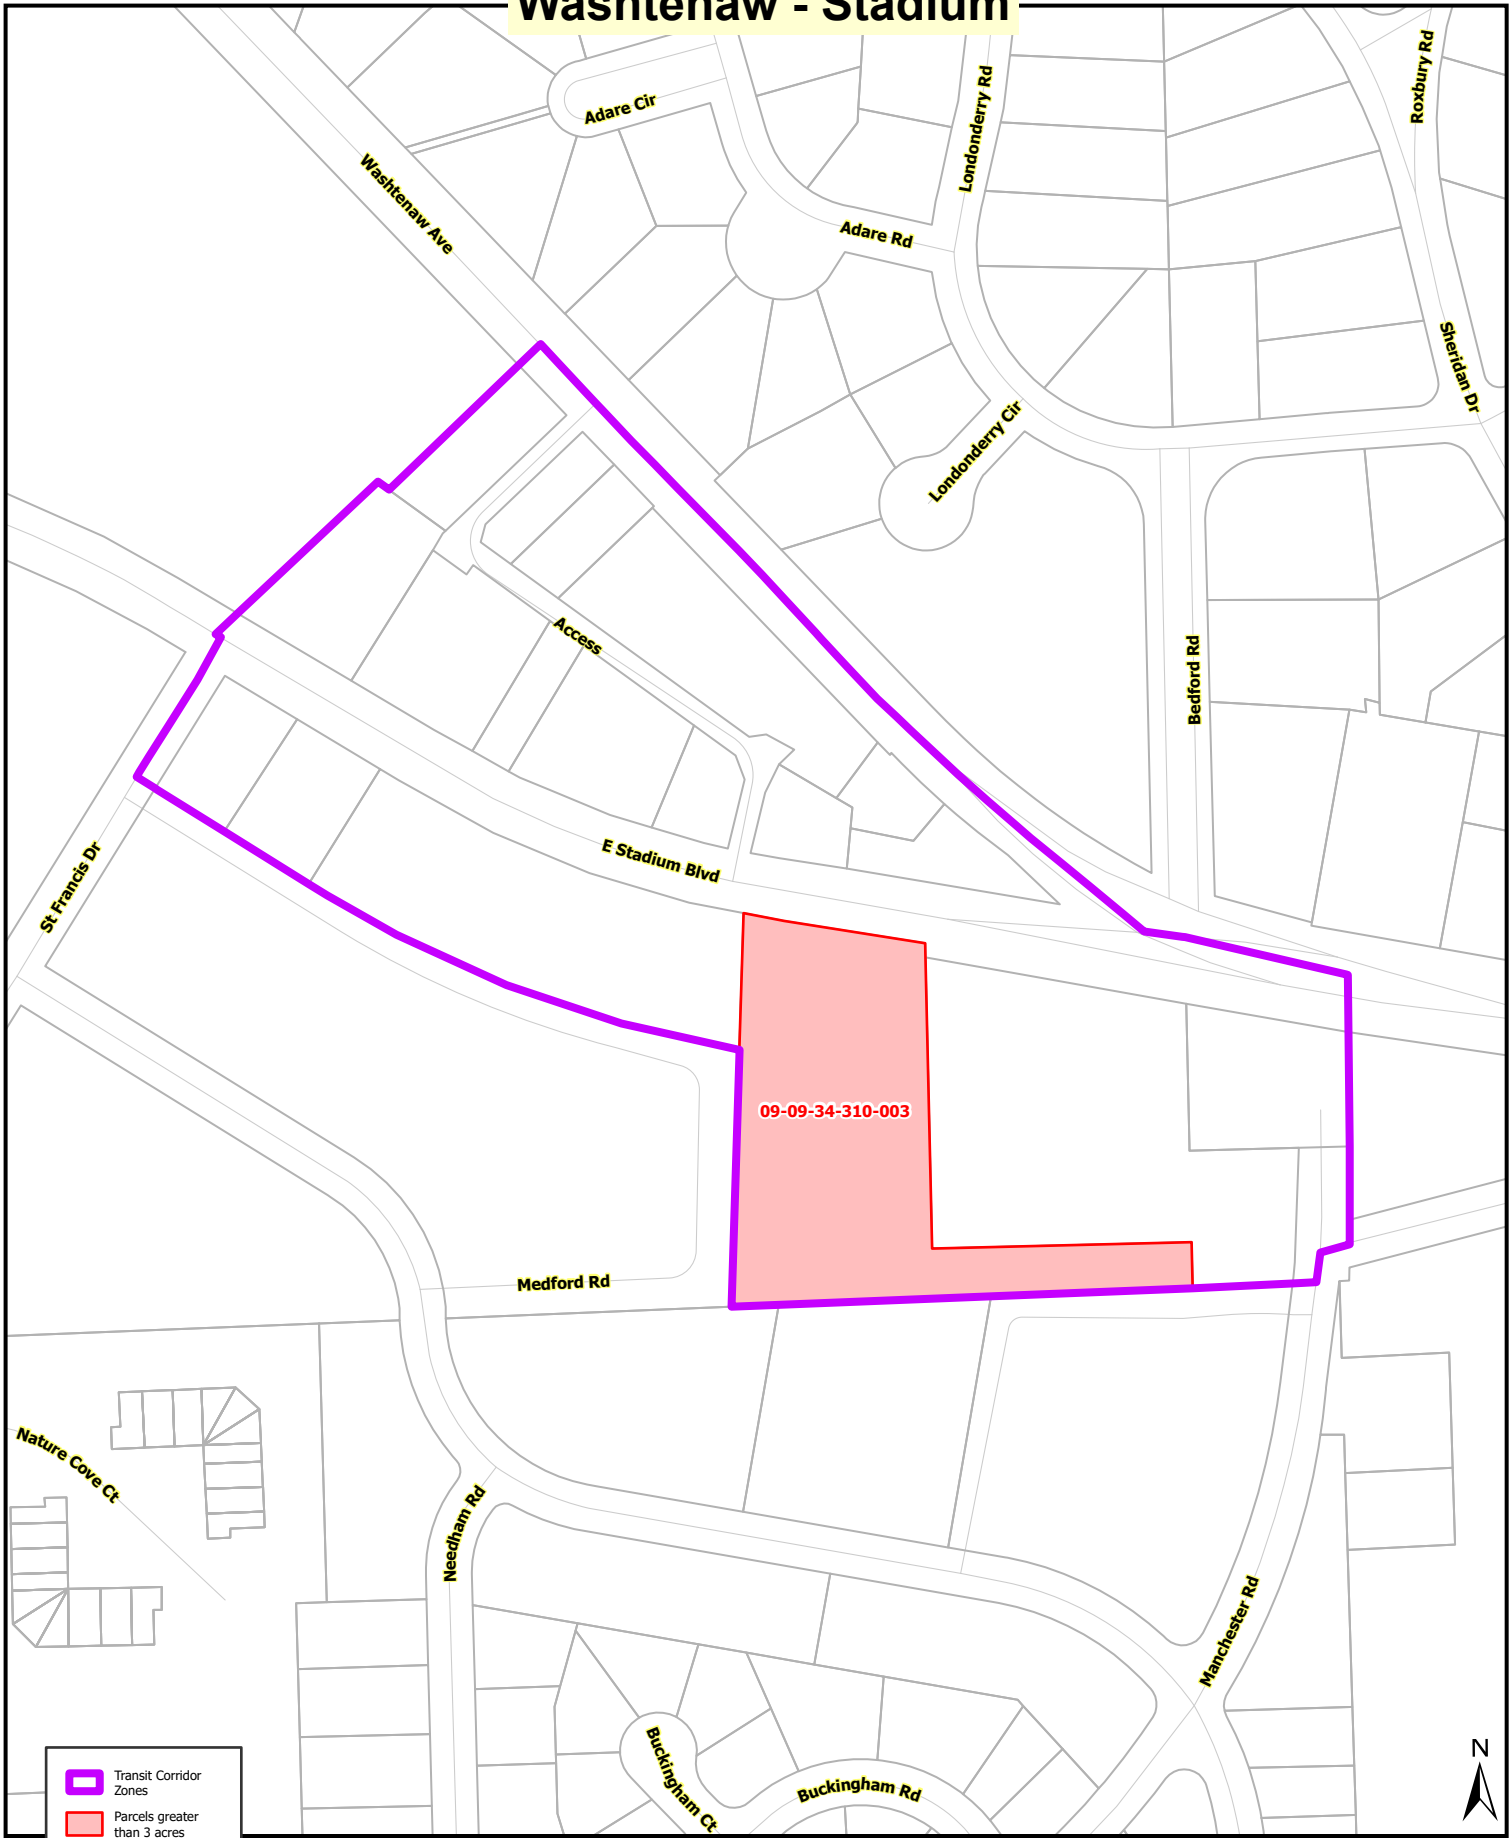 Washtenaw - Stadium
Roxbury Rd
Londonderry Rd
Adare Cir
Washtenaw Ave
Adare Rd
Sheridan Dr
Londonderry Cir
Access
Bedford Rd
E Stadium Blvd
St Francis Dr
09-09-34-310-003
Medford Rd
Nature Cove Ct
Needham Rd
Manchester Rd
Buckingham Ct
Buckingham Rd
N
Transit Corridor
Zones
Parcels greater
than 3 acres